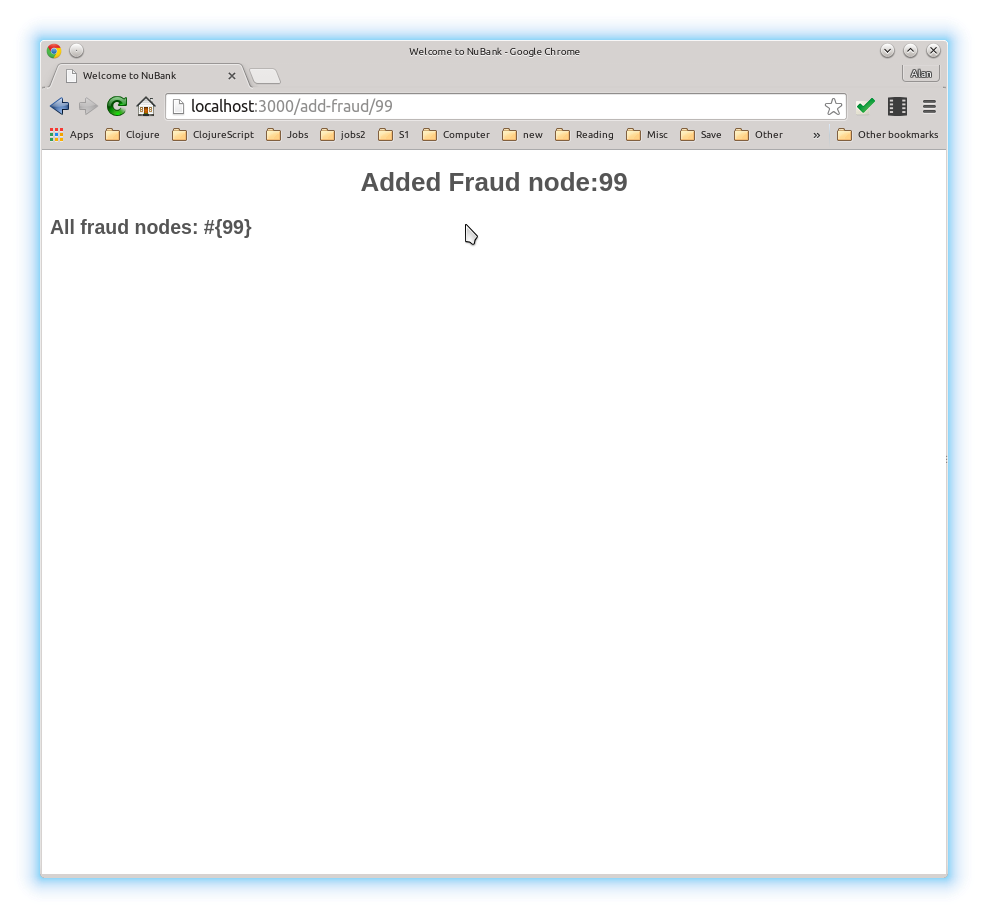 Welcome to NuBank - Google Chrome
Welcome to NuBank
Alan
localhost:3000/add-fraud/99
Apps Clojure ClojureScript Jobs jobs2 S1 Computer new Reading Misc Save Other » Other bookmarks
Added Fraud node:99
All fraud nodes: #{99}